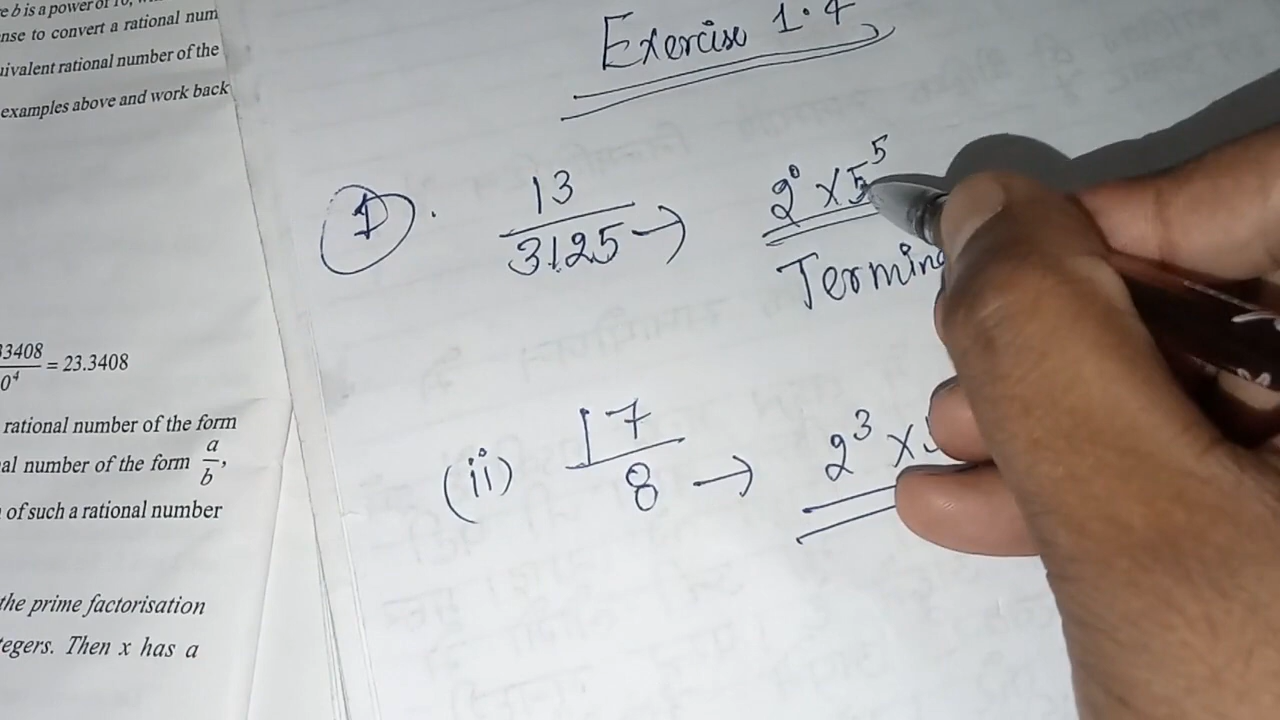 e b is a power of 10,
nse to convert a rational num
uivalent rational number of the
examples above and work back
33408/0⁴ = 23.3408
rational number of the form
al number of the form a/b,
of such a rational number
the prime factorisation
tegers. Then x has a
Exercise 1.4
1. 13/3125 → 2⁰ × 5⁵
Termin
(ii) 17/8 → 2³ ×